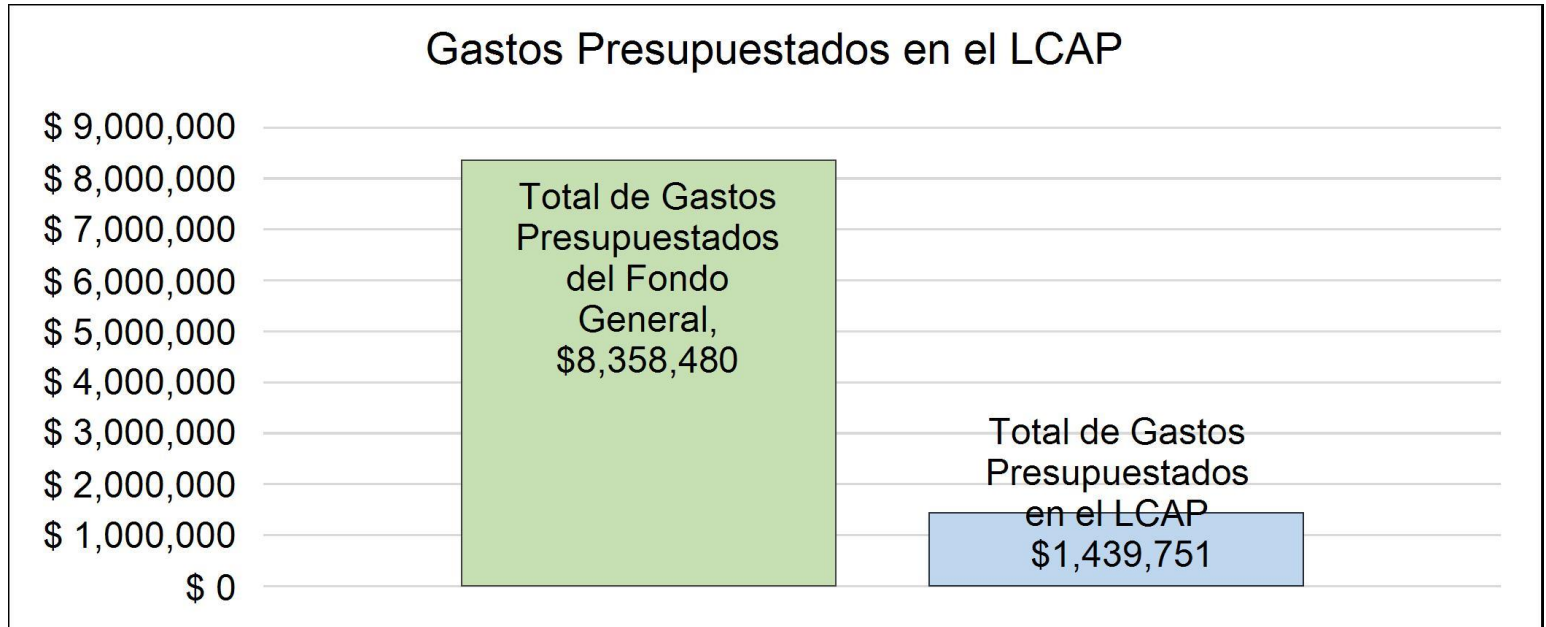 Gastos Presupuestados en el LCAP
$ 9,000,000
$ 8,000,000
$ 7,000,000
$ 6,000,000
$ 5,000,000
$ 4,000,000
$ 3,000,000
$ 2,000,000
$ 1,000,000
$ 0
Total de Gastos
Presupuestados
del Fondo
General,
$8,358,480
Total de Gastos
Presupuestados
en el LCAP
$1,439,751